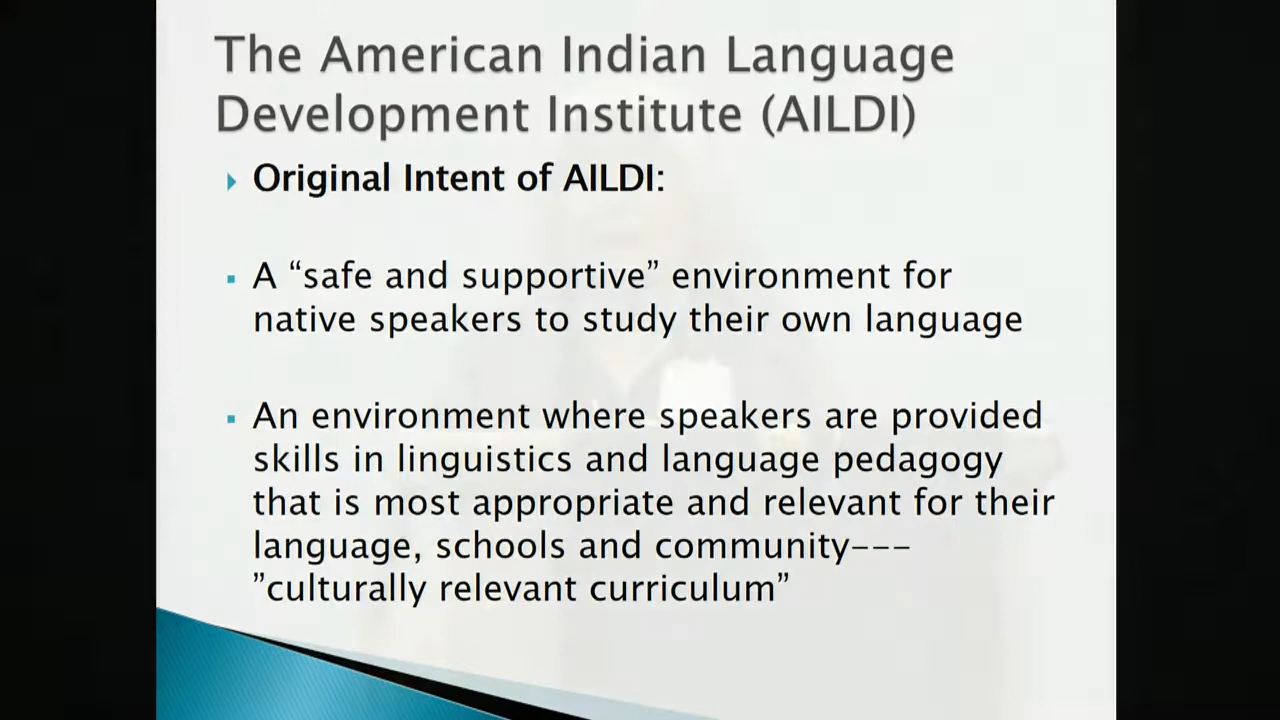 The American Indian Language
Development Institute (AILDI)
Original Intent of AILDI:
A “safe and supportive” environment for
native speakers to study their own language
An environment where speakers are provided
skills in linguistics and language pedagogy
that is most appropriate and relevant for their
language, schools and community---
”culturally relevant curriculum”